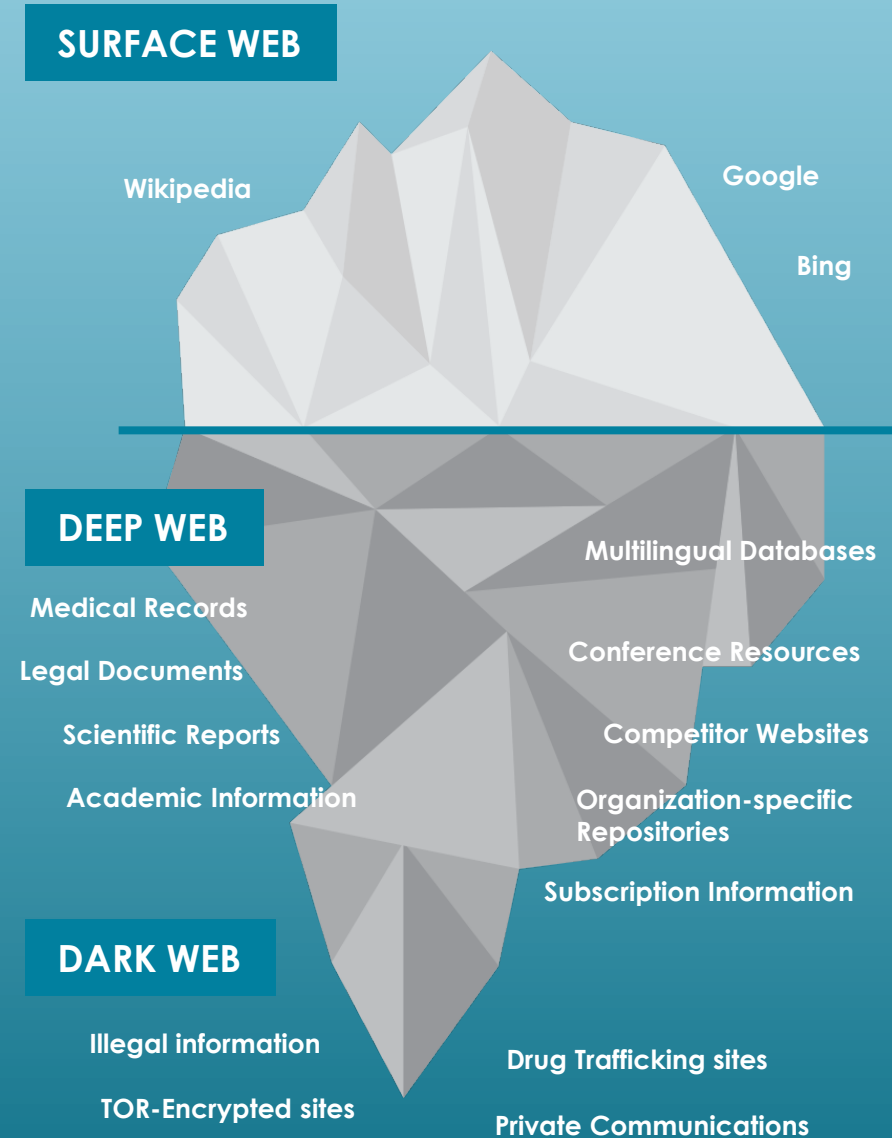 SURFACE WEB
Wikipedia
Google
Bing
DEEP WEB
Medical Records
Legal Documents
Scientific Reports
Academic Information
Multilingual Databases
Conference Resources
Competitor Websites
Organization-specific
Repositories
Subscription Information
DARK WEB
Illegal information
TOR-Encrypted sites
Drug Trafficking sites
Private Communications